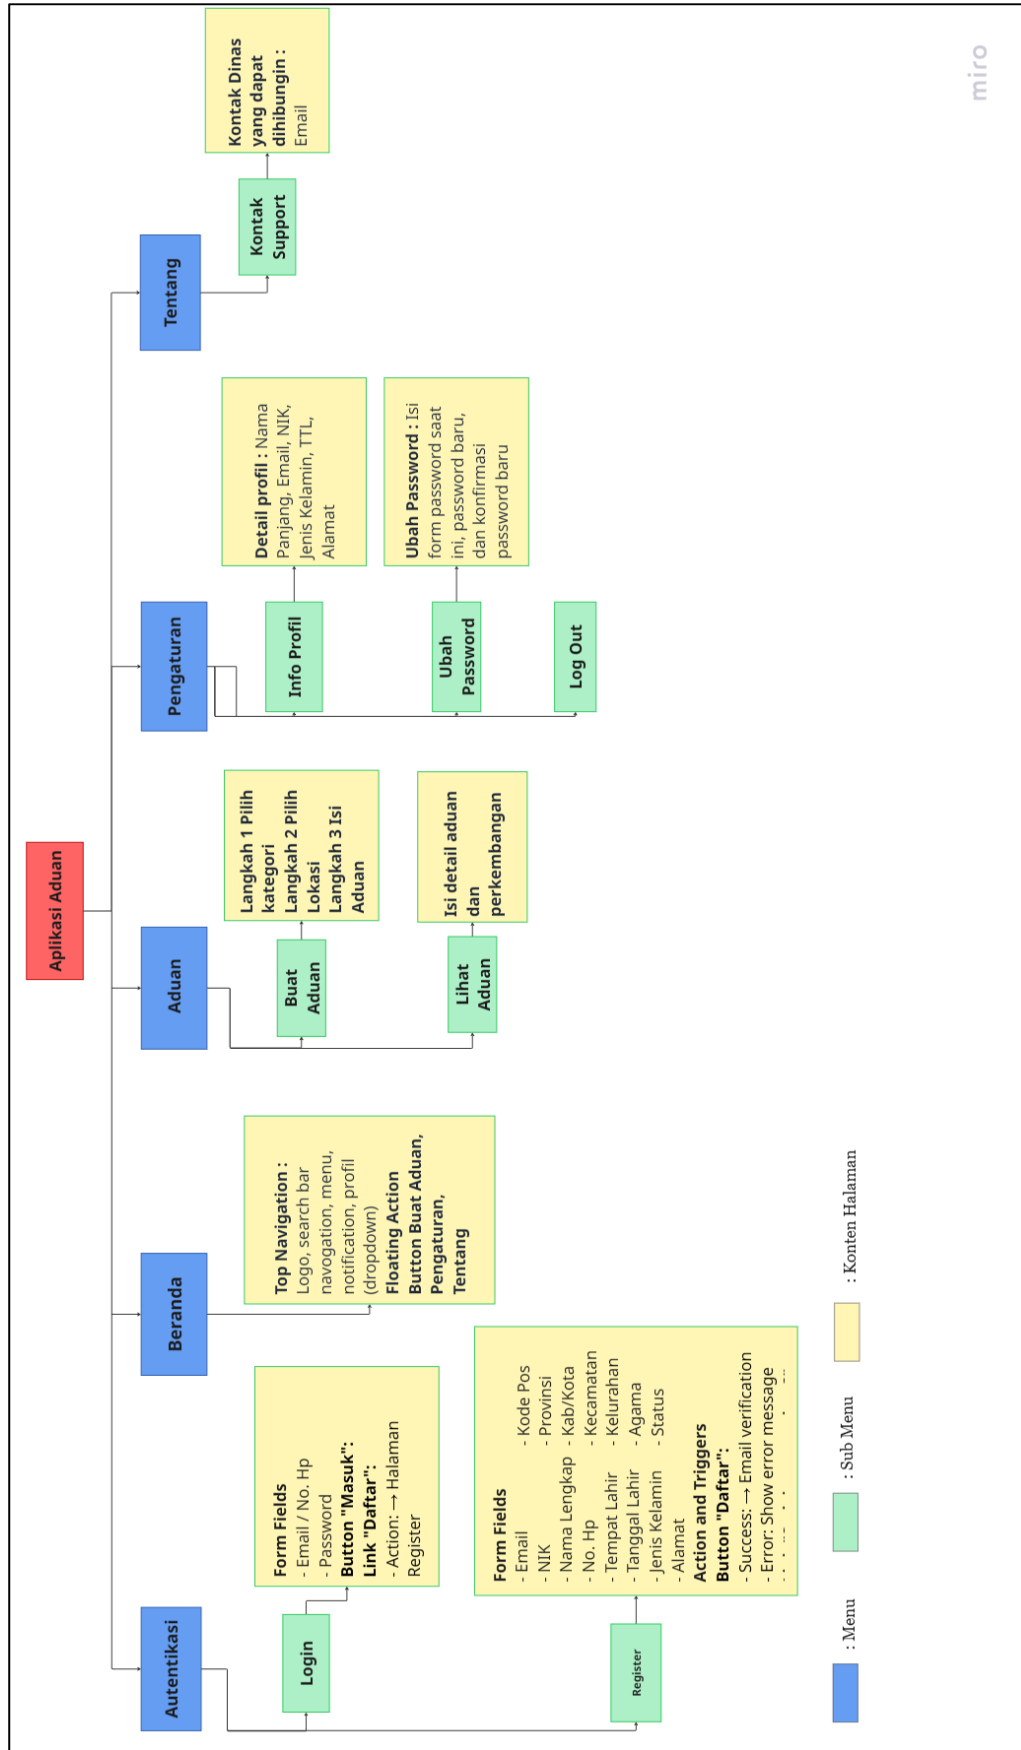 Aplikasi Aduan
Autentikasi
Login
Form Fields
- Email / No. Hp
- Password
Button "Masuk":
Link "Daftar":
- Action: → Halaman
Register
Register
Form Fields
- Email - Kode Pos
- NIK - Provinsi
- Nama Lengkap - Kab/Kota
- No. Hp - Kecamatan
- Tempat Lahir - Kelurahan
- Tanggal Lahir - Agama
- Jenis Kelamin - Status
- Alamat
Action and Triggers
Button "Daftar":
- Success: → Email verification
- Error: Show error message
Beranda
Top Navigation :
Logo, search bar
navogation, menu,
notification, profil
(dropdown)
Floating Action
Button Buat Aduan,
Pengaturan,
Tentang
Aduan
Buat
Aduan
Langkah 1 Pilih
kategori
Langkah 2 Pilih
Lokasi
Langkah 3 Isi
Aduan
Lihat
Aduan
Isi detail aduan
dan
perkembangan
Pengaturan
Info Profil
Detail profil : Nama
Panjang, Email, NIK,
Jenis Kelamin, TTL,
Alamat
Ubah
Password
Ubah Password : Isi
form password saat
ini, password baru,
dan konfirmasi
password baru
Log Out
Tentang
Kontak
Support
Kontak Dinas
yang dapat
dihibungin :
Email
: Menu
: Sub Menu
: Konten Halaman
miro